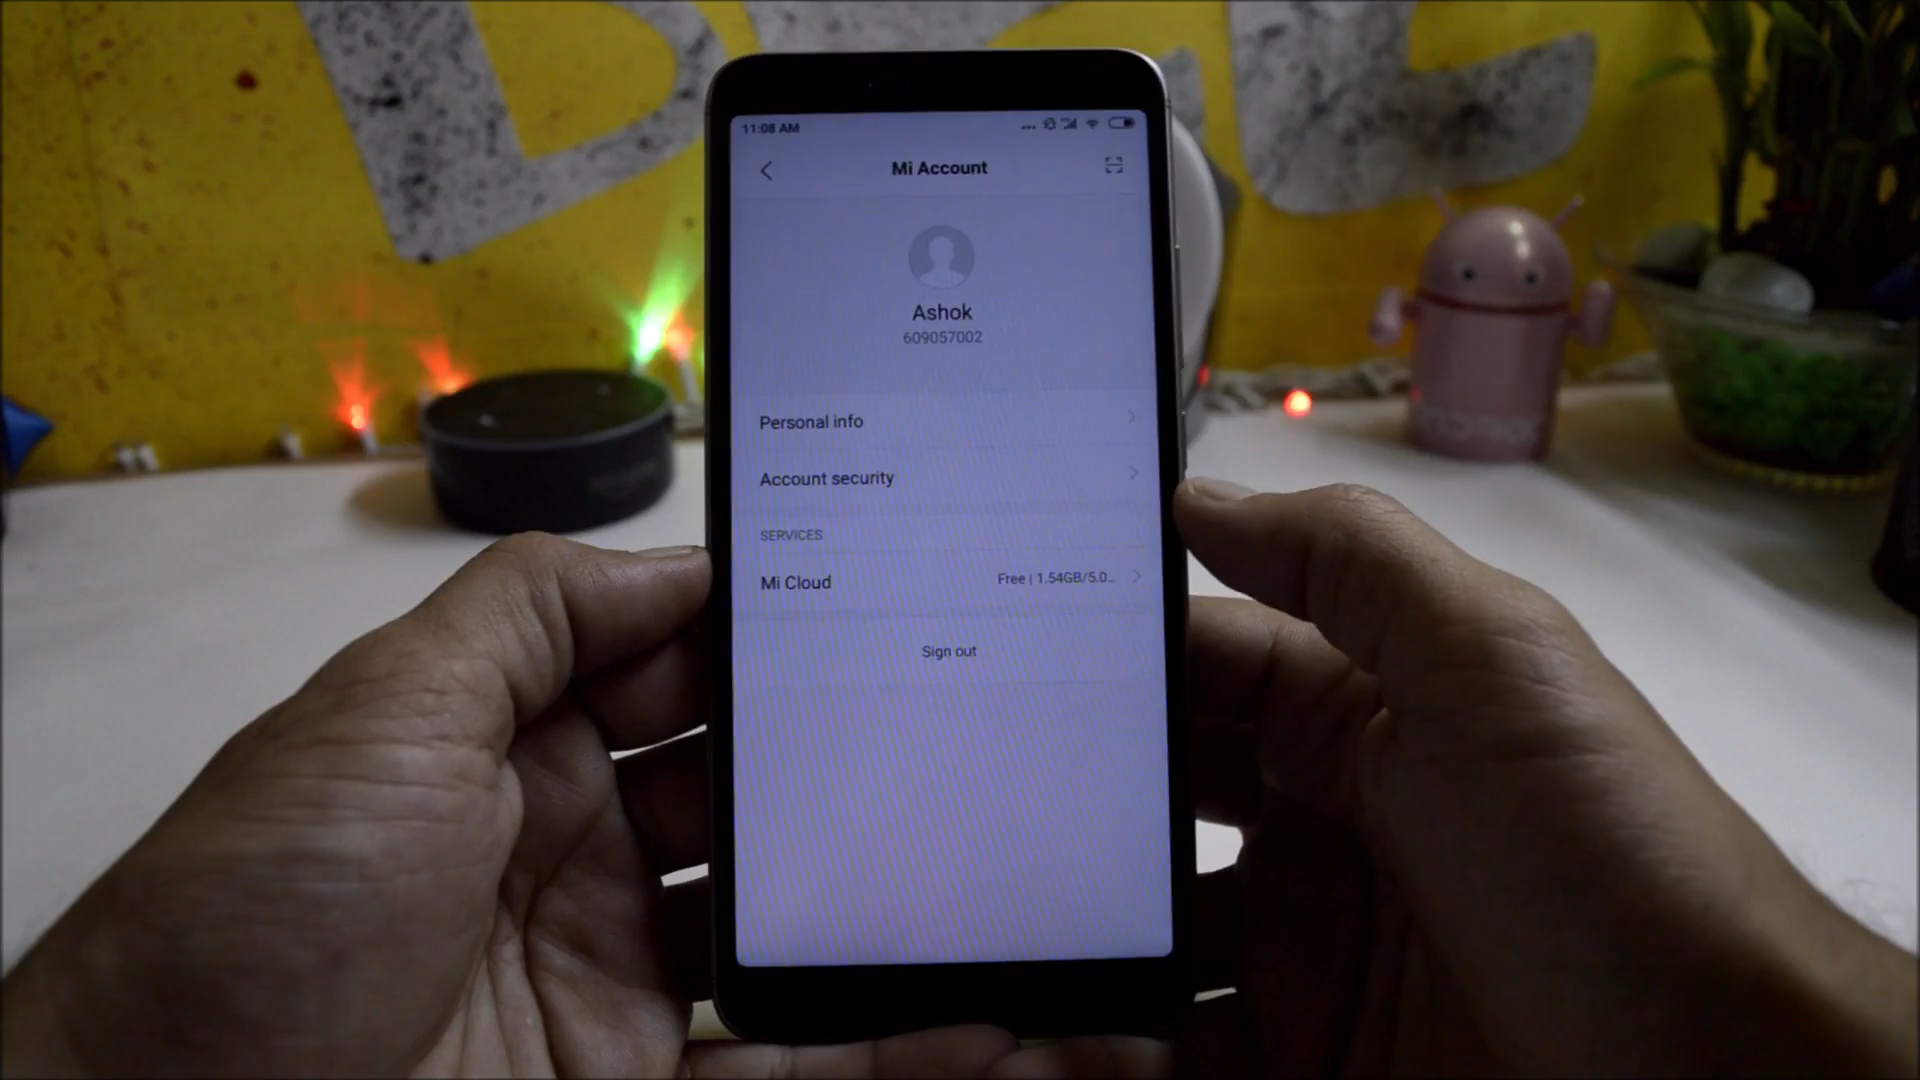 11:08 AM
Mi Account
Ashok
609057002
Personal info
Account security
SERVICES
Mi Cloud
Free | 1.54GB/5.0...
Sign out